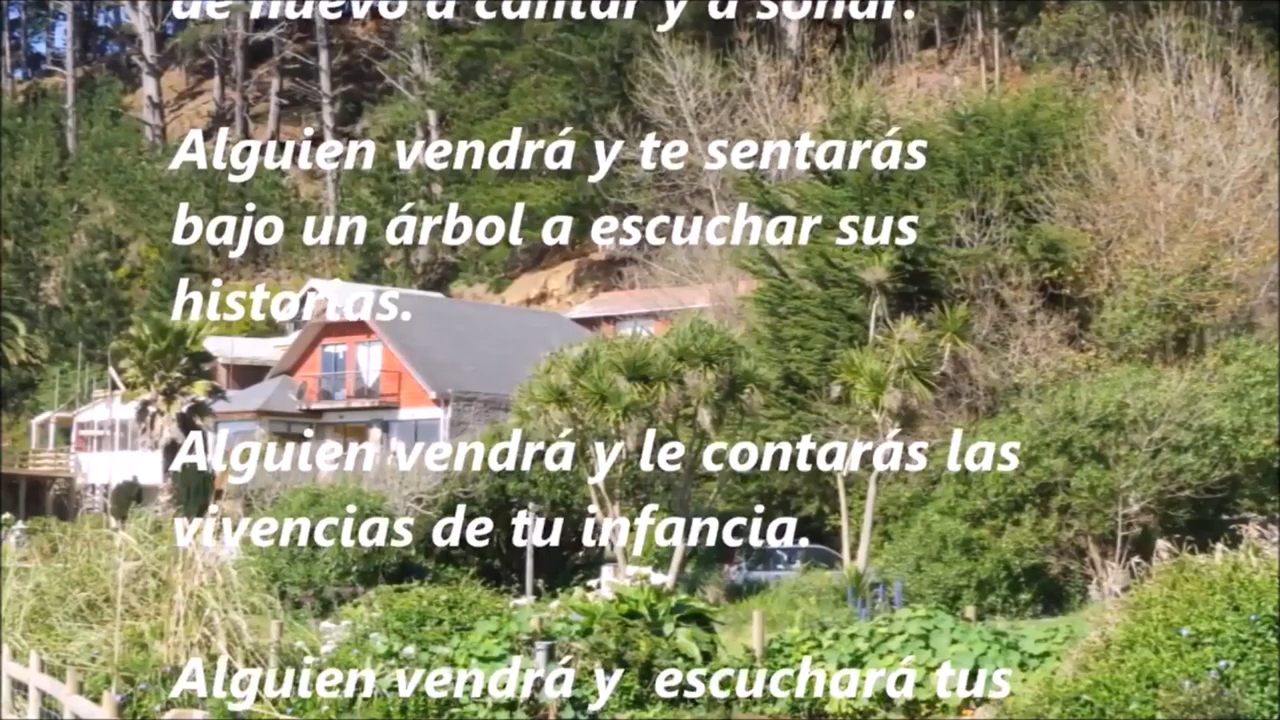 de nuevo a cantar y a soñar.
Alguien vendrá y te sentarás
bajo un árbol a escuchar sus
historias.
Alguien vendrá y le contarás las
vivencias de tu infancia.
Alguien vendrá y  escuchará tus